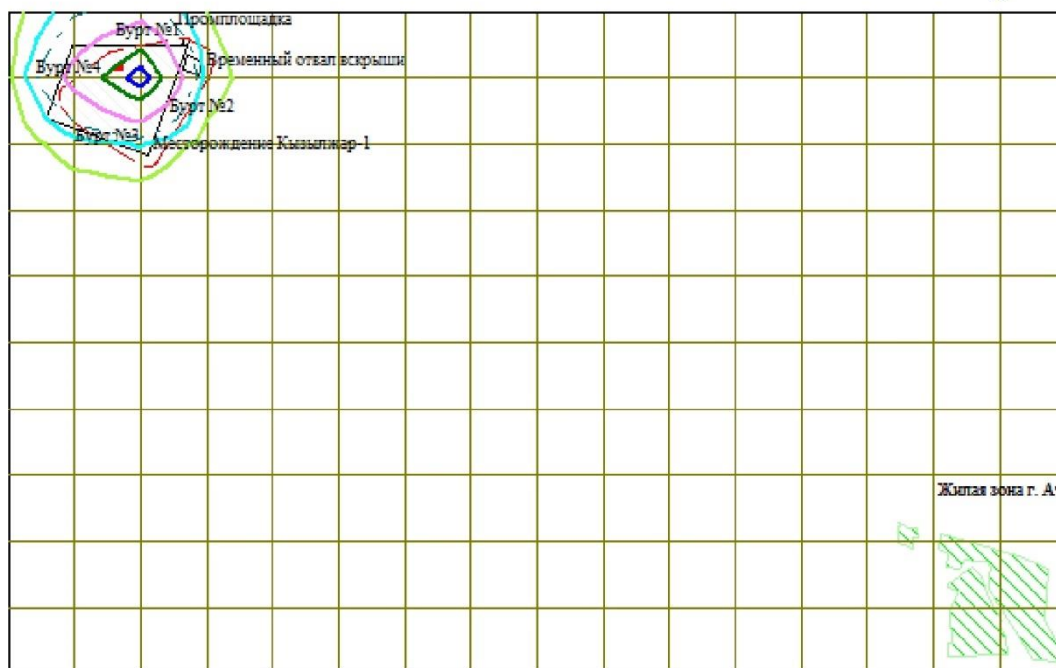 Промплощадка
Бурт №1
Временный отвал вскрыши
Бурт №4
Бурт №2
Бурт №3
Месторождение Кызылжар-1
Жилая зона г.